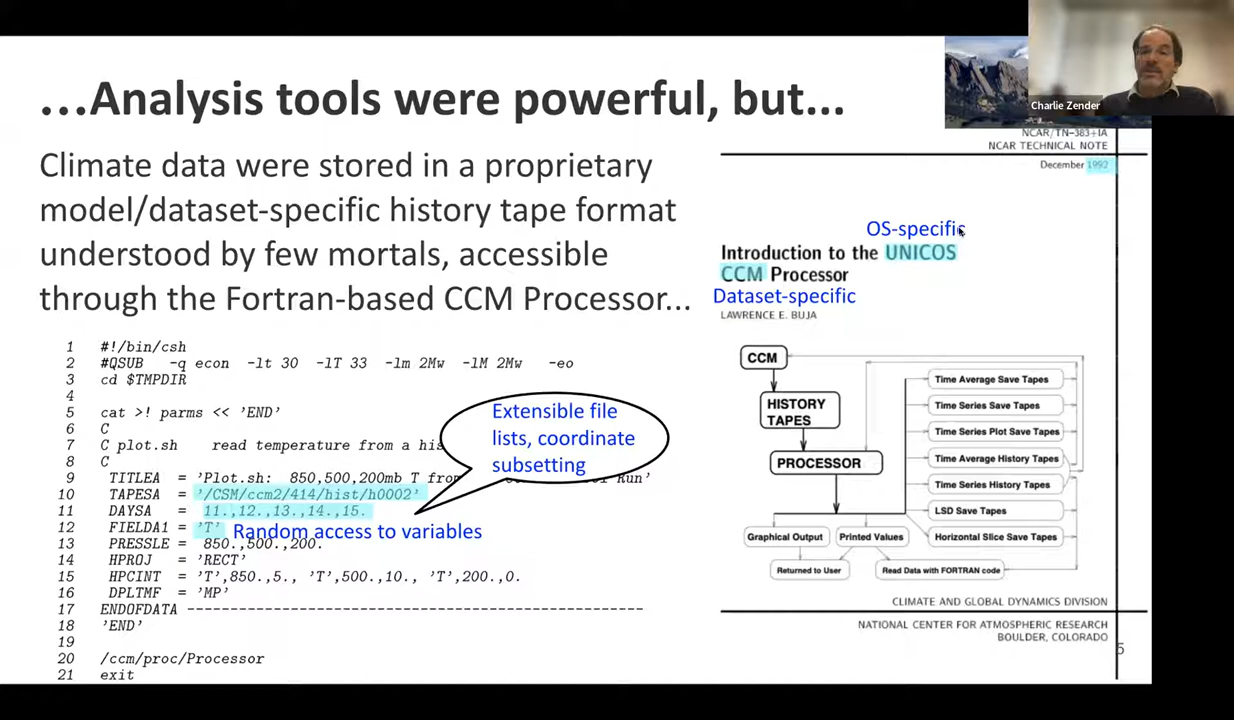 ...Analysis tools were powerful, but...
Charlie Zender
Climate data were stored in a proprietary
model/dataset-specific history tape format
understood by few mortals, accessible
through the Fortran-based CCM Processor...
1 #!/bin/csh
2 #QSUB -q econ -lt 30 -lT 33 -lm 2Mw -lM 2Mw -eo
3 cd $TMPDIR
4
5 cat >! parms << 'END'
6 C
7 C plot.sh read temperature from a his
8 C
9 TITLEA = 'Plot.sh: 850,500,200mb T from Run'
10 TAPESA = '/CSM/ccm2/414/hist/h0002'
11 DAYSA = 11.,12.,13.,14.,15.
12 FIELDA1 = 'T'
13 PRESSLE = 850.,500.,200.
14 HPROJ = 'RECT'
15 HPCINT = 'T',850.,5., 'T',500.,10., 'T',200.,0.
16 DPLTMF = 'MP'
17 ENDOFDATA ---------------------------------------------------
18 'END'
19
20 /ccm/proc/Processor
21 exit
Extensible file
lists, coordinate
subsetting
Random access to variables
NCAR/TN-383+IA
NCAR TECHNICAL NOTE
December 1992
OS-specific
Introduction to the UNICOS
CCM Processor
Dataset-specific
LAWRENCE E. BUJA
CCM
HISTORY
TAPES
PROCESSOR
Time Average Save Tapes
Time Series Save Tapes
Time Series Plot Save Tapes
Time Average History Tapes
Time Series History Tapes
LSD Save Tapes
Horizontal Slice Save Tapes
Graphical Output
Printed Values
Returned to User
Read Data with FORTRAN code
CLIMATE AND GLOBAL DYNAMICS DIVISION
NATIONAL CENTER FOR ATMOSPHERIC RESEARCH
BOULDER, COLORADO
5